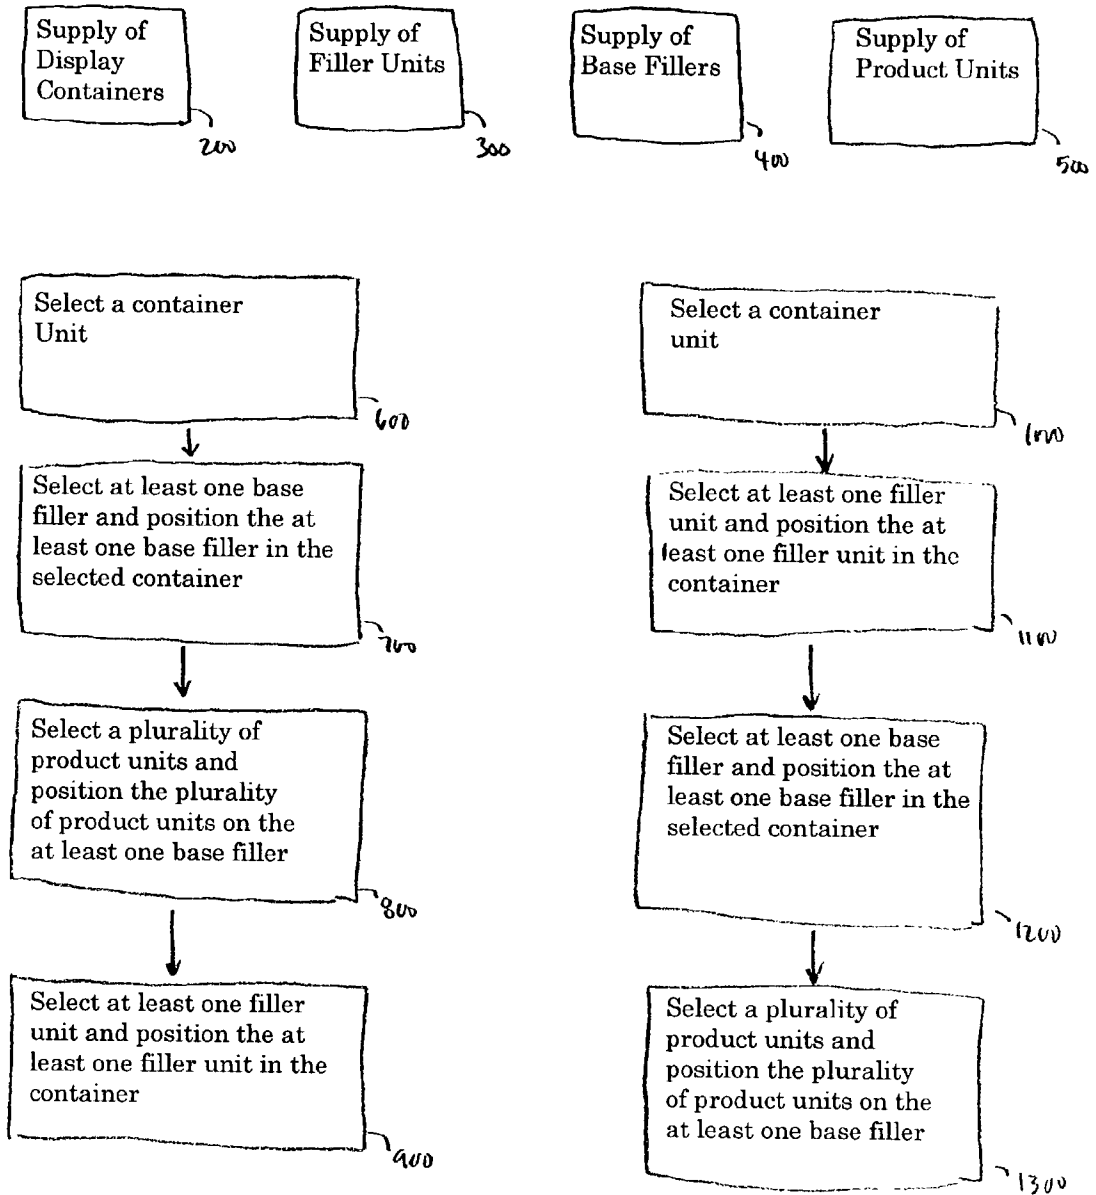 Supply of
Display
Containers
200
Supply of
Filler Units
300
Supply of
Base Fillers
400
Supply of
Product Units
500
Select a container
Unit
600
Select at least one base
filler and position the at
least one base filler in the
selected container
700
Select a plurality of
product units and
position the plurality
of product units on the
at least one base filler
800
Select at least one filler
unit and position the at
least one filler unit in the
container
900
Select a container
unit
1000
Select at least one filler
unit and position the at
least one filler unit in the
container
1100
Select at least one base
filler and position the at
least one base filler in the
selected container
1200
Select a plurality of
product units and
position the plurality
of product units on the
at least one base filler
1300